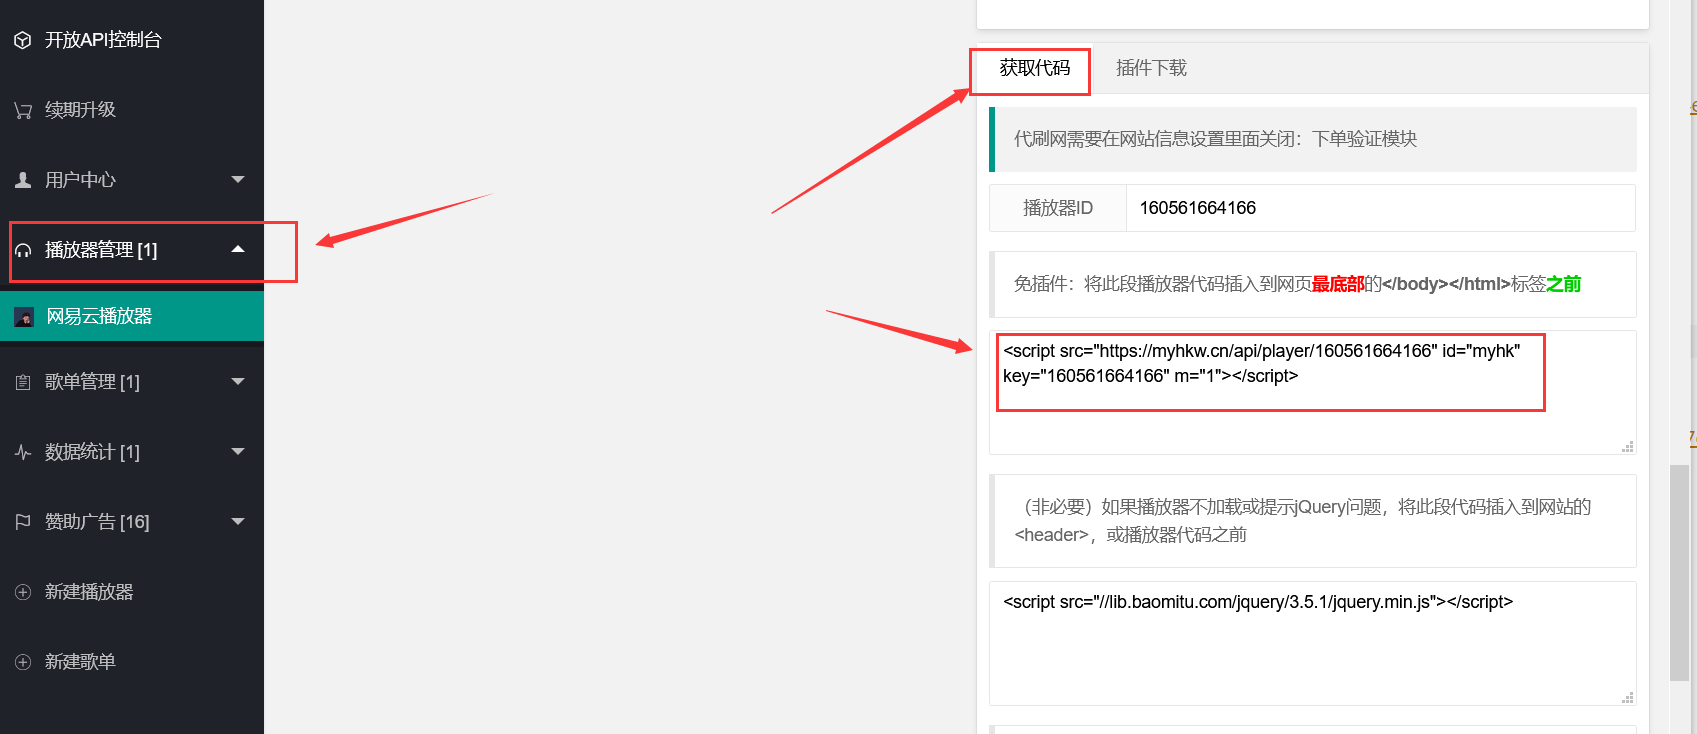 开放API控制台
续期升级
用户中心
播放器管理 [1]
网易云播放器
歌单管理 [1]
数据统计 [1]
赞助广告 [16]
新建播放器
新建歌单
获取代码 插件下载
代刷网需要在网站信息设置里面关闭：下单验证模块
播放器ID 160561664166
免插件：将此段播放器代码插入到网页最底部的</body></html>标签之前
<script src="https://myhkw.cn/api/player/160561664166" id="myhk"
key="160561664166" m="1"></script>
（非必要）如果播放器不加载或提示jQuery问题，将此段代码插入到网站的
<header>，或播放器代码之前
<script src="//lib.baomitu.com/jquery/3.5.1/jquery.min.js"></script>